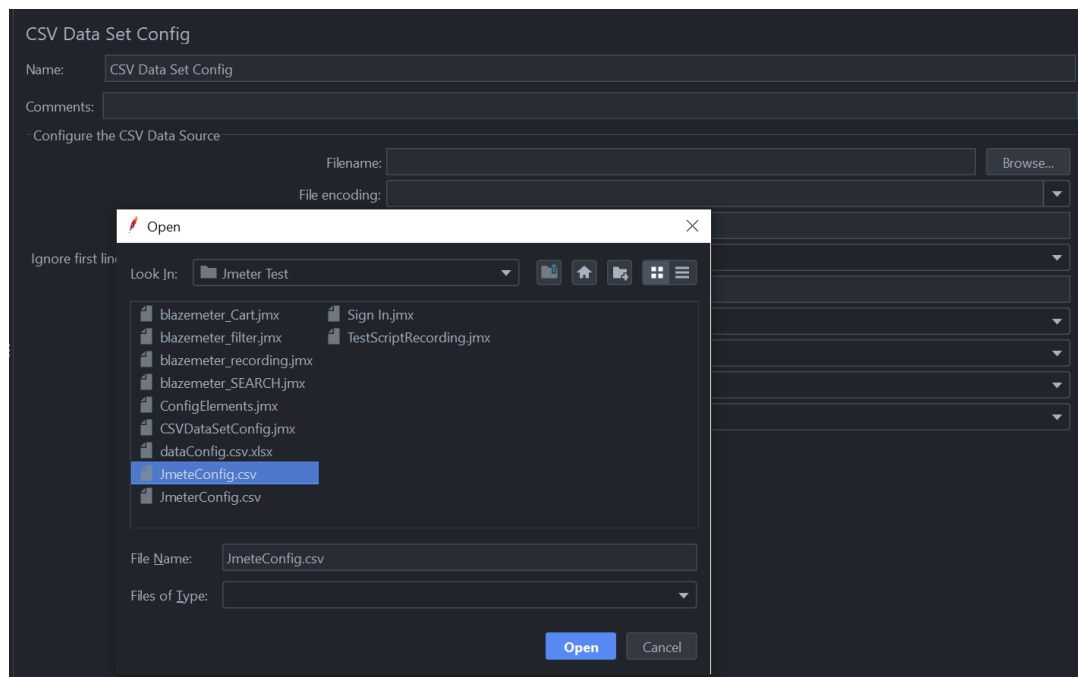 CSV Data Set Config
Name: CSV Data Set Config
Comments:
Configure the CSV Data Source
Filename: Browse...
File encoding:
Open
Ignore first lin
Look In: Jmeter Test
blazemeter_Cart.jmx Sign In.jmx
blazemeter_filter.jmx TestScriptRecording.jmx
blazemeter_recording.jmx
blazemeter_SEARCH.jmx
ConfigElements.jmx
CSVDataSetConfig.jmx
dataConfig.csv.xlsx
JmeteConfig.csv
JmeterConfig.csv
File Name: JmeteConfig.csv
Files of Type:
Open Cancel